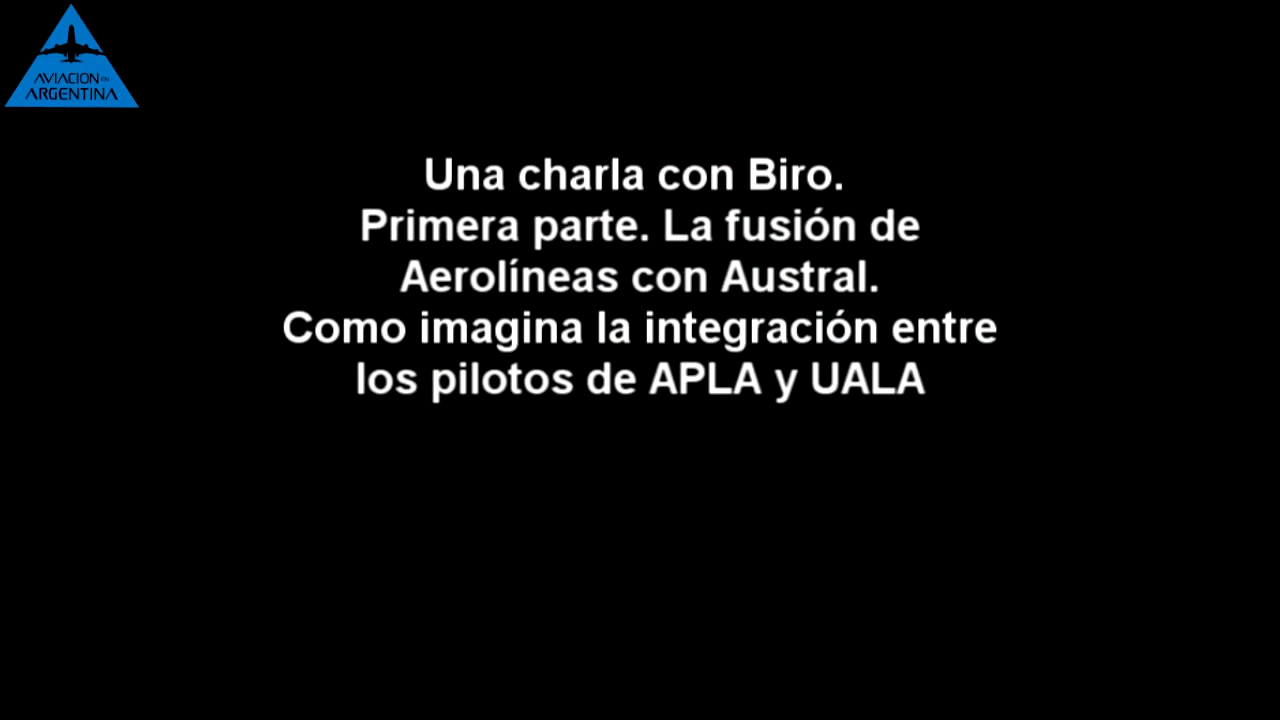 AVIACION EN
ARGENTINA
Una charla con Biro.
Primera parte. La fusión de
Aerolíneas con Austral.
Como imagina la integración entre
los pilotos de APLA y UALA